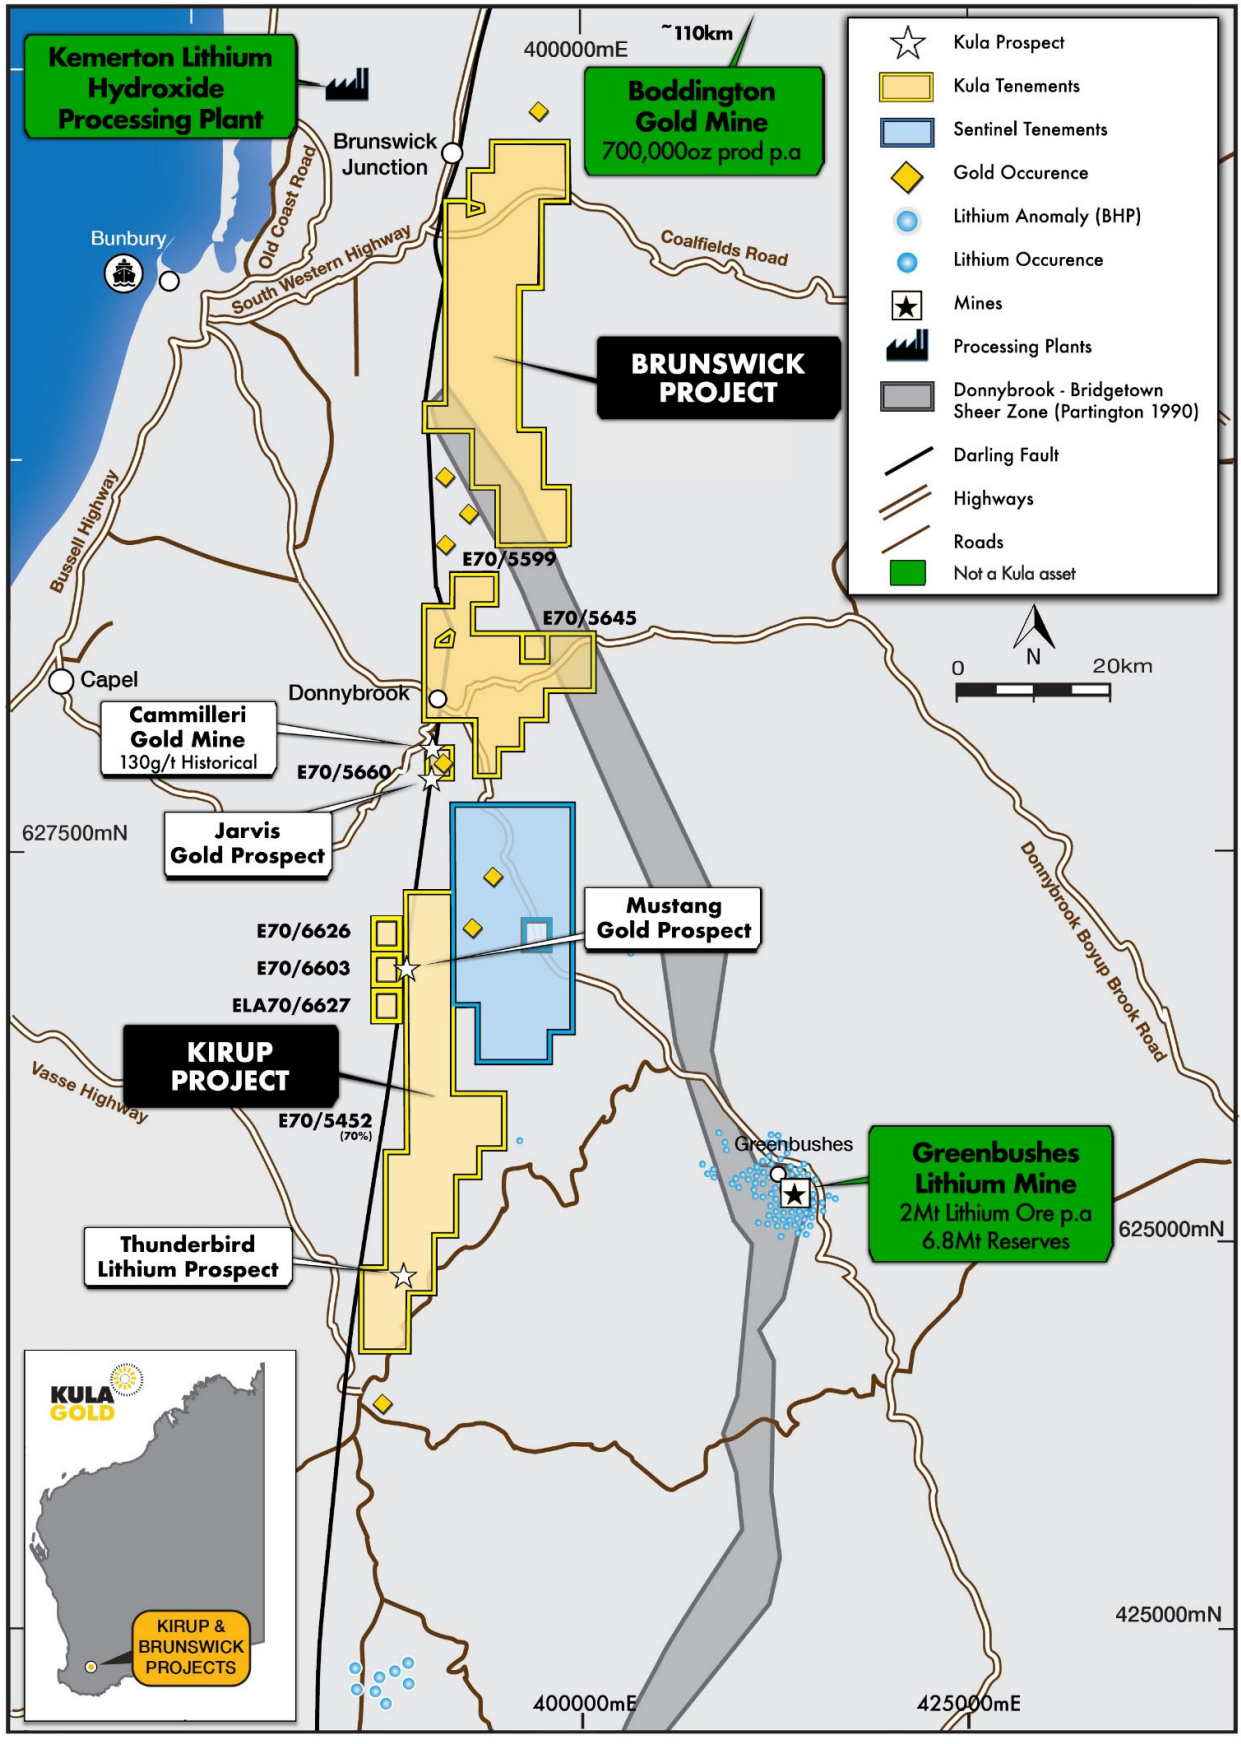 Kemerton Lithium
Hydroxide
Processing Plant
~110km
400000mE
Boddington
Gold Mine
700,000oz prod p.a
Kula Prospect
Kula Tenements
Sentinel Tenements
Gold Occurence
Lithium Anomaly (BHP)
Lithium Occurence
Mines
Processing Plants
Donnybrook - Bridgetown
Sheer Zone (Partington 1990)
Darling Fault
Highways
Roads
Not a Kula asset
Brunswick
Junction
Old Coast Road
Bunbury
South Western Highway
Coalfields Road
BRUNSWICK
PROJECT
Bussell Highway
E70/5599
E70/5645
N
0
20km
Capel
Donnybrook
Cammilleri
Gold Mine
130g/t Historical
E70/5660
Jarvis
Gold Prospect
627500mN
Donnybrook Boyup Brook Road
Mustang
Gold Prospect
E70/6626
E70/6603
ELA70/6627
KIRUP
PROJECT
Vasse Highway
E70/5452
(70%)
Greenbushes
Greenbushes
Lithium Mine
2Mt Lithium Ore p.a
6.8Mt Reserves
625000mN
Thunderbird
Lithium Prospect
KULA
GOLD
KIRUP &
BRUNSWICK
PROJECTS
425000mN
400000mE
425000mE